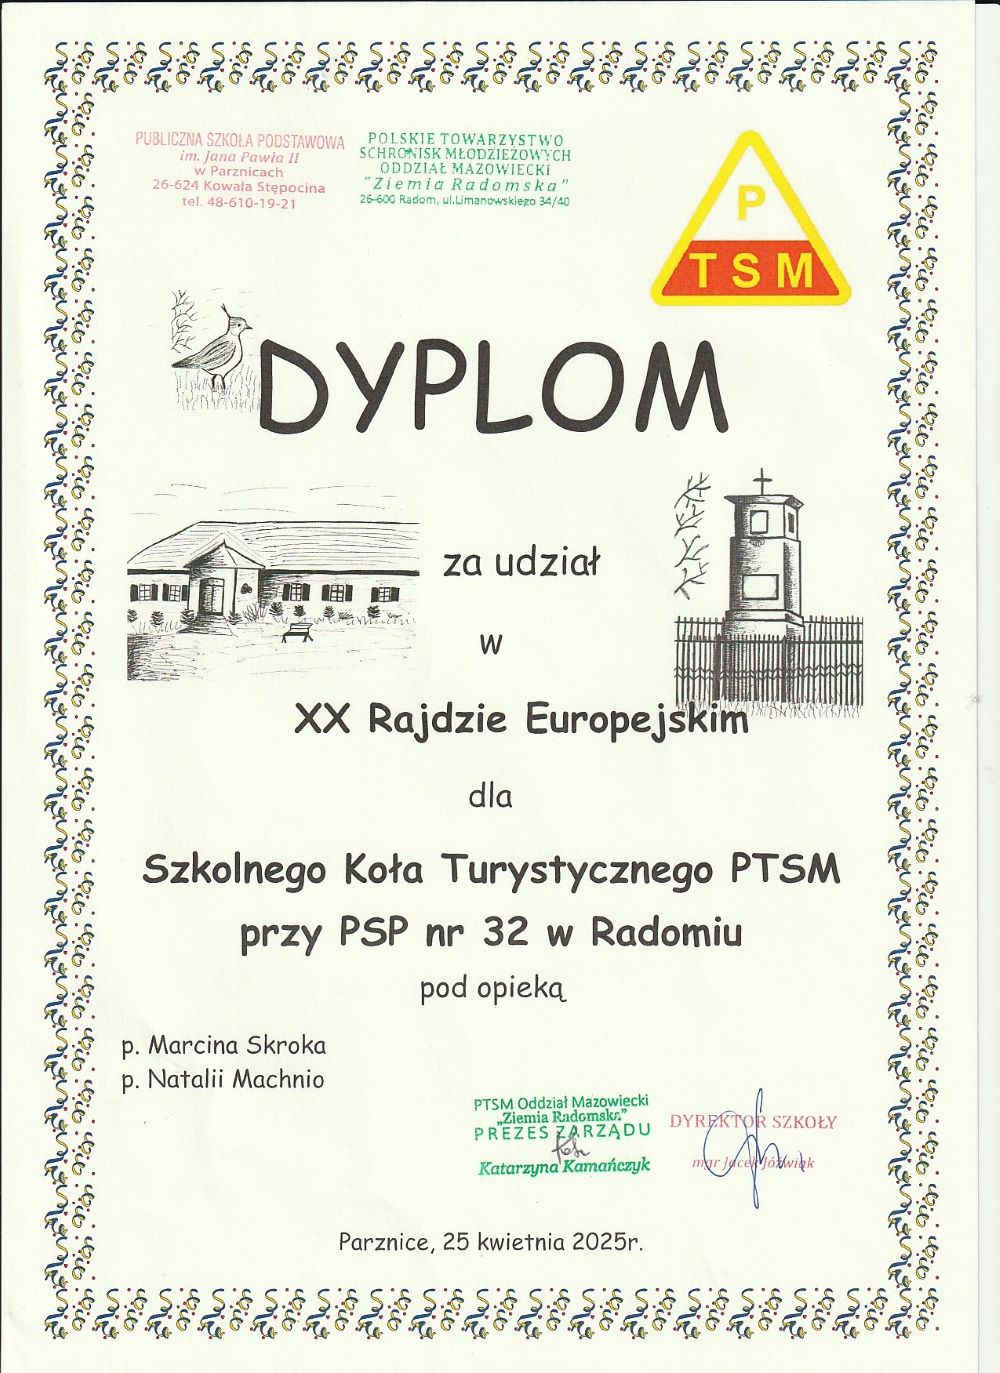 PUBLICZNA SZKOŁA PODSTAWOWA
im. Jana Pawła II
w Parznicach
26-624 Kowala Stępocina
tel. 48-610-19-21
POLSKIE TOWARZYSTWO
SCHRONISK MŁODZIEŻOWYCH
ODDZIAŁ MAZOWIECKI
"Ziemia Radomska"
26-600 Radom, ul.Limanowskiego 34/40
P
TSM
DYPLOM
za udział
w
XX Rajdzie Europejskim
dla
Szkolnego Koła Turystycznego PTSM
przy PSP nr 32 w Radomiu
pod opieką
p. Marcina Skroka
p. Natalii Machnio
PTSM Oddział Mazowiecki
„Ziemia Radomska"
PREZES ZARZĄDU
Katarzyna Kamańczyk
DYREKTOR SZKOŁY
mgr Jacek Jóźwiak
Parznice, 25 kwietnia 2025r.